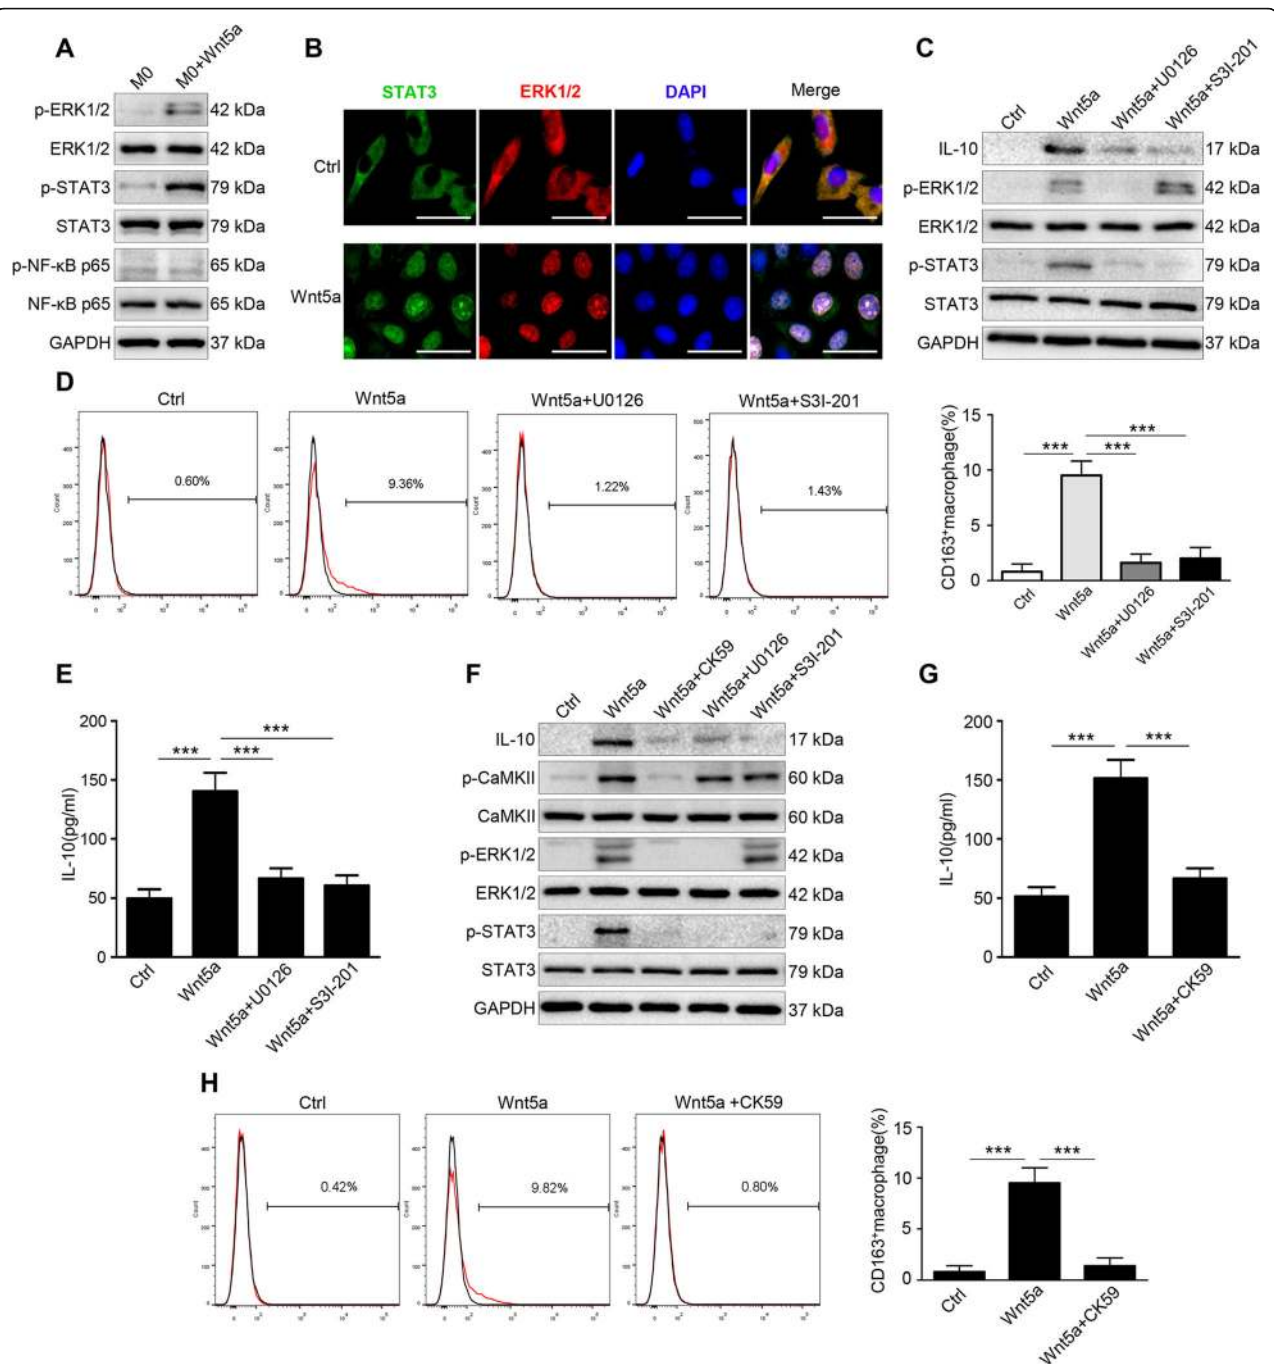 A
M0
M0+Wnt5a
p-ERK1/2 42 kDa
ERK1/2 42 kDa
p-STAT3 79 kDa
STAT3 79 kDa
p-NF-κB p65 65 kDa
NF-κB p65 65 kDa
GAPDH 37 kDa
B
STAT3 ERK1/2 DAPI Merge
Ctrl
Wnt5a
C
Ctrl
Wnt5a
Wnt5a+U0126
Wnt5a+S3I-201
IL-10 17 kDa
p-ERK1/2 42 kDa
ERK1/2 42 kDa
p-STAT3 79 kDa
STAT3 79 kDa
GAPDH 37 kDa
D
Ctrl
Count
0.60%
Wnt5a
Count
9.36%
Wnt5a+U0126
Count
1.22%
Wnt5a+S3I-201
Count
1.43%
CD163+macrophage(%)
15
10
5
0
*** *** ***
Ctrl
Wnt5a
Wnt5a+U0126
Wnt5a+S3I-201
E
IL-10(pg/ml)
200
150
100
50
0
*** *** ***
Ctrl
Wnt5a
Wnt5a+U0126
Wnt5a+S3I-201
F
Ctrl
Wnt5a
Wnt5a+CK59
Wnt5a+U0126
Wnt5a+S3I-201
IL-10 17 kDa
p-CaMKII 60 kDa
CaMKII 60 kDa
p-ERK1/2 42 kDa
ERK1/2 42 kDa
p-STAT3 79 kDa
STAT3 79 kDa
GAPDH 37 kDa
G
IL-10(pg/ml)
200
150
100
50
0
*** ***
Ctrl
Wnt5a
Wnt5a+CK59
H
Ctrl
Count
0.42%
Wnt5a
Count
9.82%
Wnt5a +CK59
Count
0.80%
CD163+macrophage(%)
15
10
5
0
*** ***
Ctrl
Wnt5a
Wnt5a+CK59